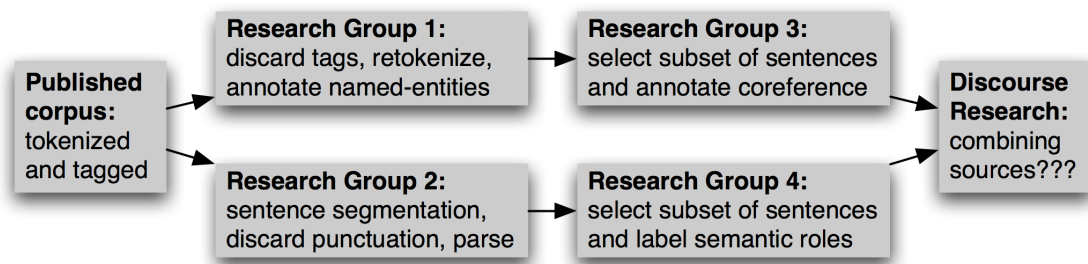 Published
corpus:
tokenized
and tagged
Research Group 1:
discard tags, retokenize,
annotate named-entities
Research Group 2:
sentence segmentation,
discard punctuation, parse
Research Group 3:
select subset of sentences
and annotate coreference
Research Group 4:
select subset of sentences
and label semantic roles
Discourse
Research:
combining
sources???